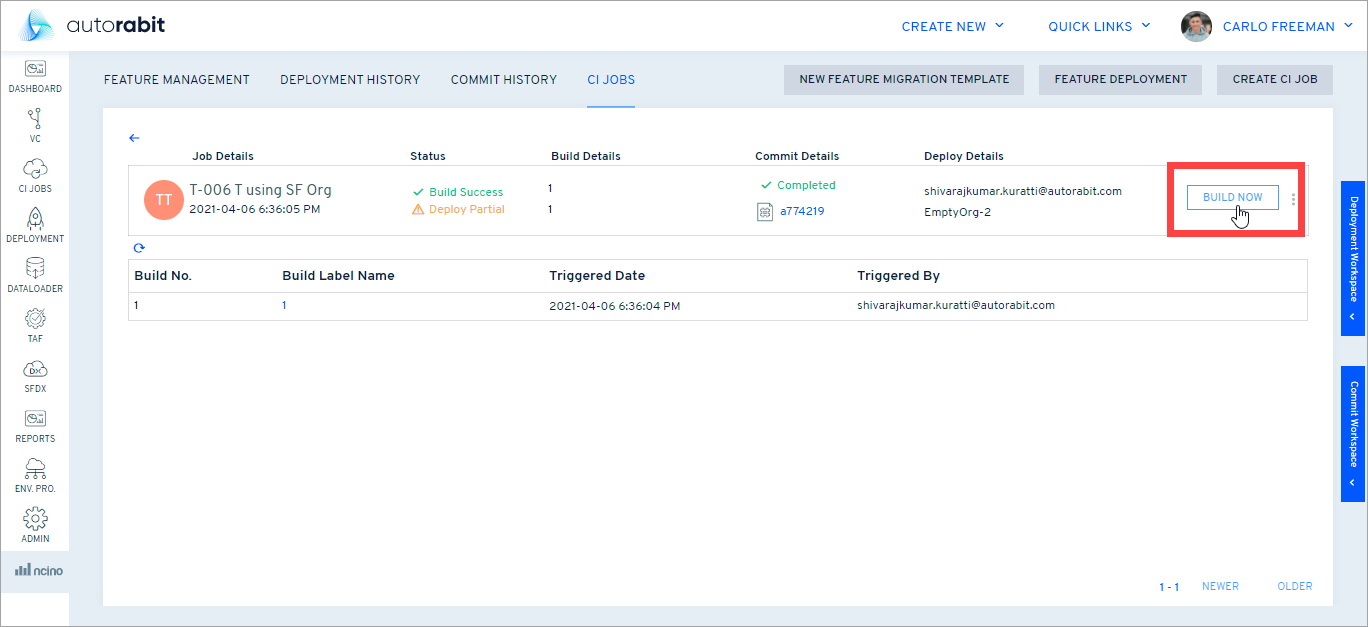 autorabit
CREATE NEW
QUICK LINKS
CARLO FREEMAN
DASHBOARD
VC
CI JOBS
DEPLOYMENT
DATALOADER
TAF
DX
SFDX
REPORTS
ENV. PRO.
ADMIN
ncino
FEATURE MANAGEMENT
DEPLOYMENT HISTORY
COMMIT HISTORY
CI JOBS
NEW FEATURE MIGRATION TEMPLATE
FEATURE DEPLOYMENT
CREATE CI JOB
Job Details
Status
Build Details
Commit Details
Deploy Details
TT
T-006 T using SF Org
2021-04-06 6:36:05 PM
Build Success
Deploy Partial
1
1
Completed
a774219
shivarajkumar.kuratti@autorabit.com
EmptyOrg-2
BUILD NOW
Build No.
Build Label Name
Triggered Date
Triggered By
1
1
2021-04-06 6:36:04 PM
shivarajkumar.kuratti@autorabit.com
1 - 1
NEWER
OLDER
Deployment Workspace
Commit Workspace